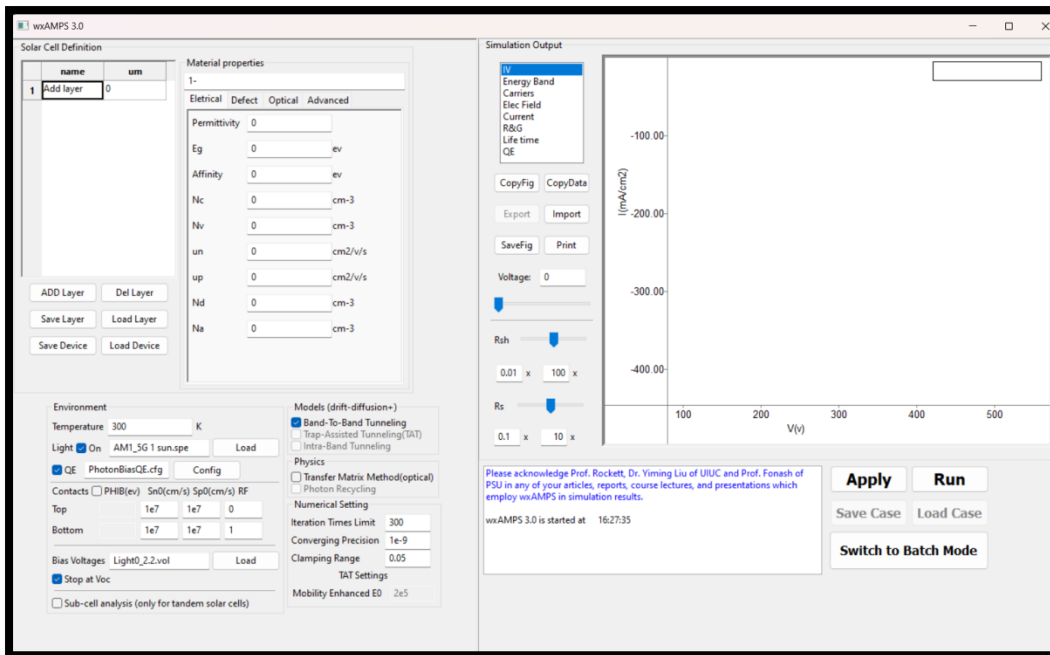 wxAMPS 3.0
Solar Cell Definition
name um
1 Add layer 0
ADD Layer Del Layer
Save Layer Load Layer
Save Device Load Device
Material properties
1-
Eletrical Defect Optical Advanced
Permittivity 0
Eg 0 ev
Affinity 0 ev
Nc 0 cm-3
Nv 0 cm-3
un 0 cm2/v/s
up 0 cm2/v/s
Nd 0 cm-3
Na 0 cm-3
Environment
Temperature 300 K
Light On AM1_5G 1 sun.spe Load
QE PhotonBiasQE.cfg Config
Contacts PHIB(ev) Sn0(cm/s) Sp0(cm/s) RF
Top 1e7 1e7 0
Bottom 1e7 1e7 1
Bias Voltages Light0_2.2.vol Load
Stop at Voc
Sub-cell analysis (only for tandem solar cells)
Models (drift-diffusion+)
Band-To-Band Tunneling
Trap-Assisted Tunneling(TAT)
Intra-Band Tunneling
Physics
Transfer Matrix Method(optical)
Photon Recycling
Numerical Setting
Iteration Times Limit 300
Converging Precision 1e-9
Clamping Range 0.05
TAT Settings
Mobility Enhanced E0 2e5
Simulation Output
IV
Energy Band
Carriers
Elec Field
Current
R&G
Life time
QE
CopyFig CopyData
Export Import
SaveFig Print
Voltage: 0
Rsh
0.01 x 100 x
Rs
0.1 x 10 x
I(mA/cm2)
-100.00
-200.00
-300.00
-400.00
100 200 300 400 500
V(v)
Please acknowledge Prof. Rockett, Dr. Yiming Liu of UIUC and Prof. Fonash of
PSU in any of your articles, reports, course lectures, and presentations which
employ wxAMPS in simulation results.
wxAMPS 3.0 is started at 16:27:35
Apply Run
Save Case Load Case
Switch to Batch Mode